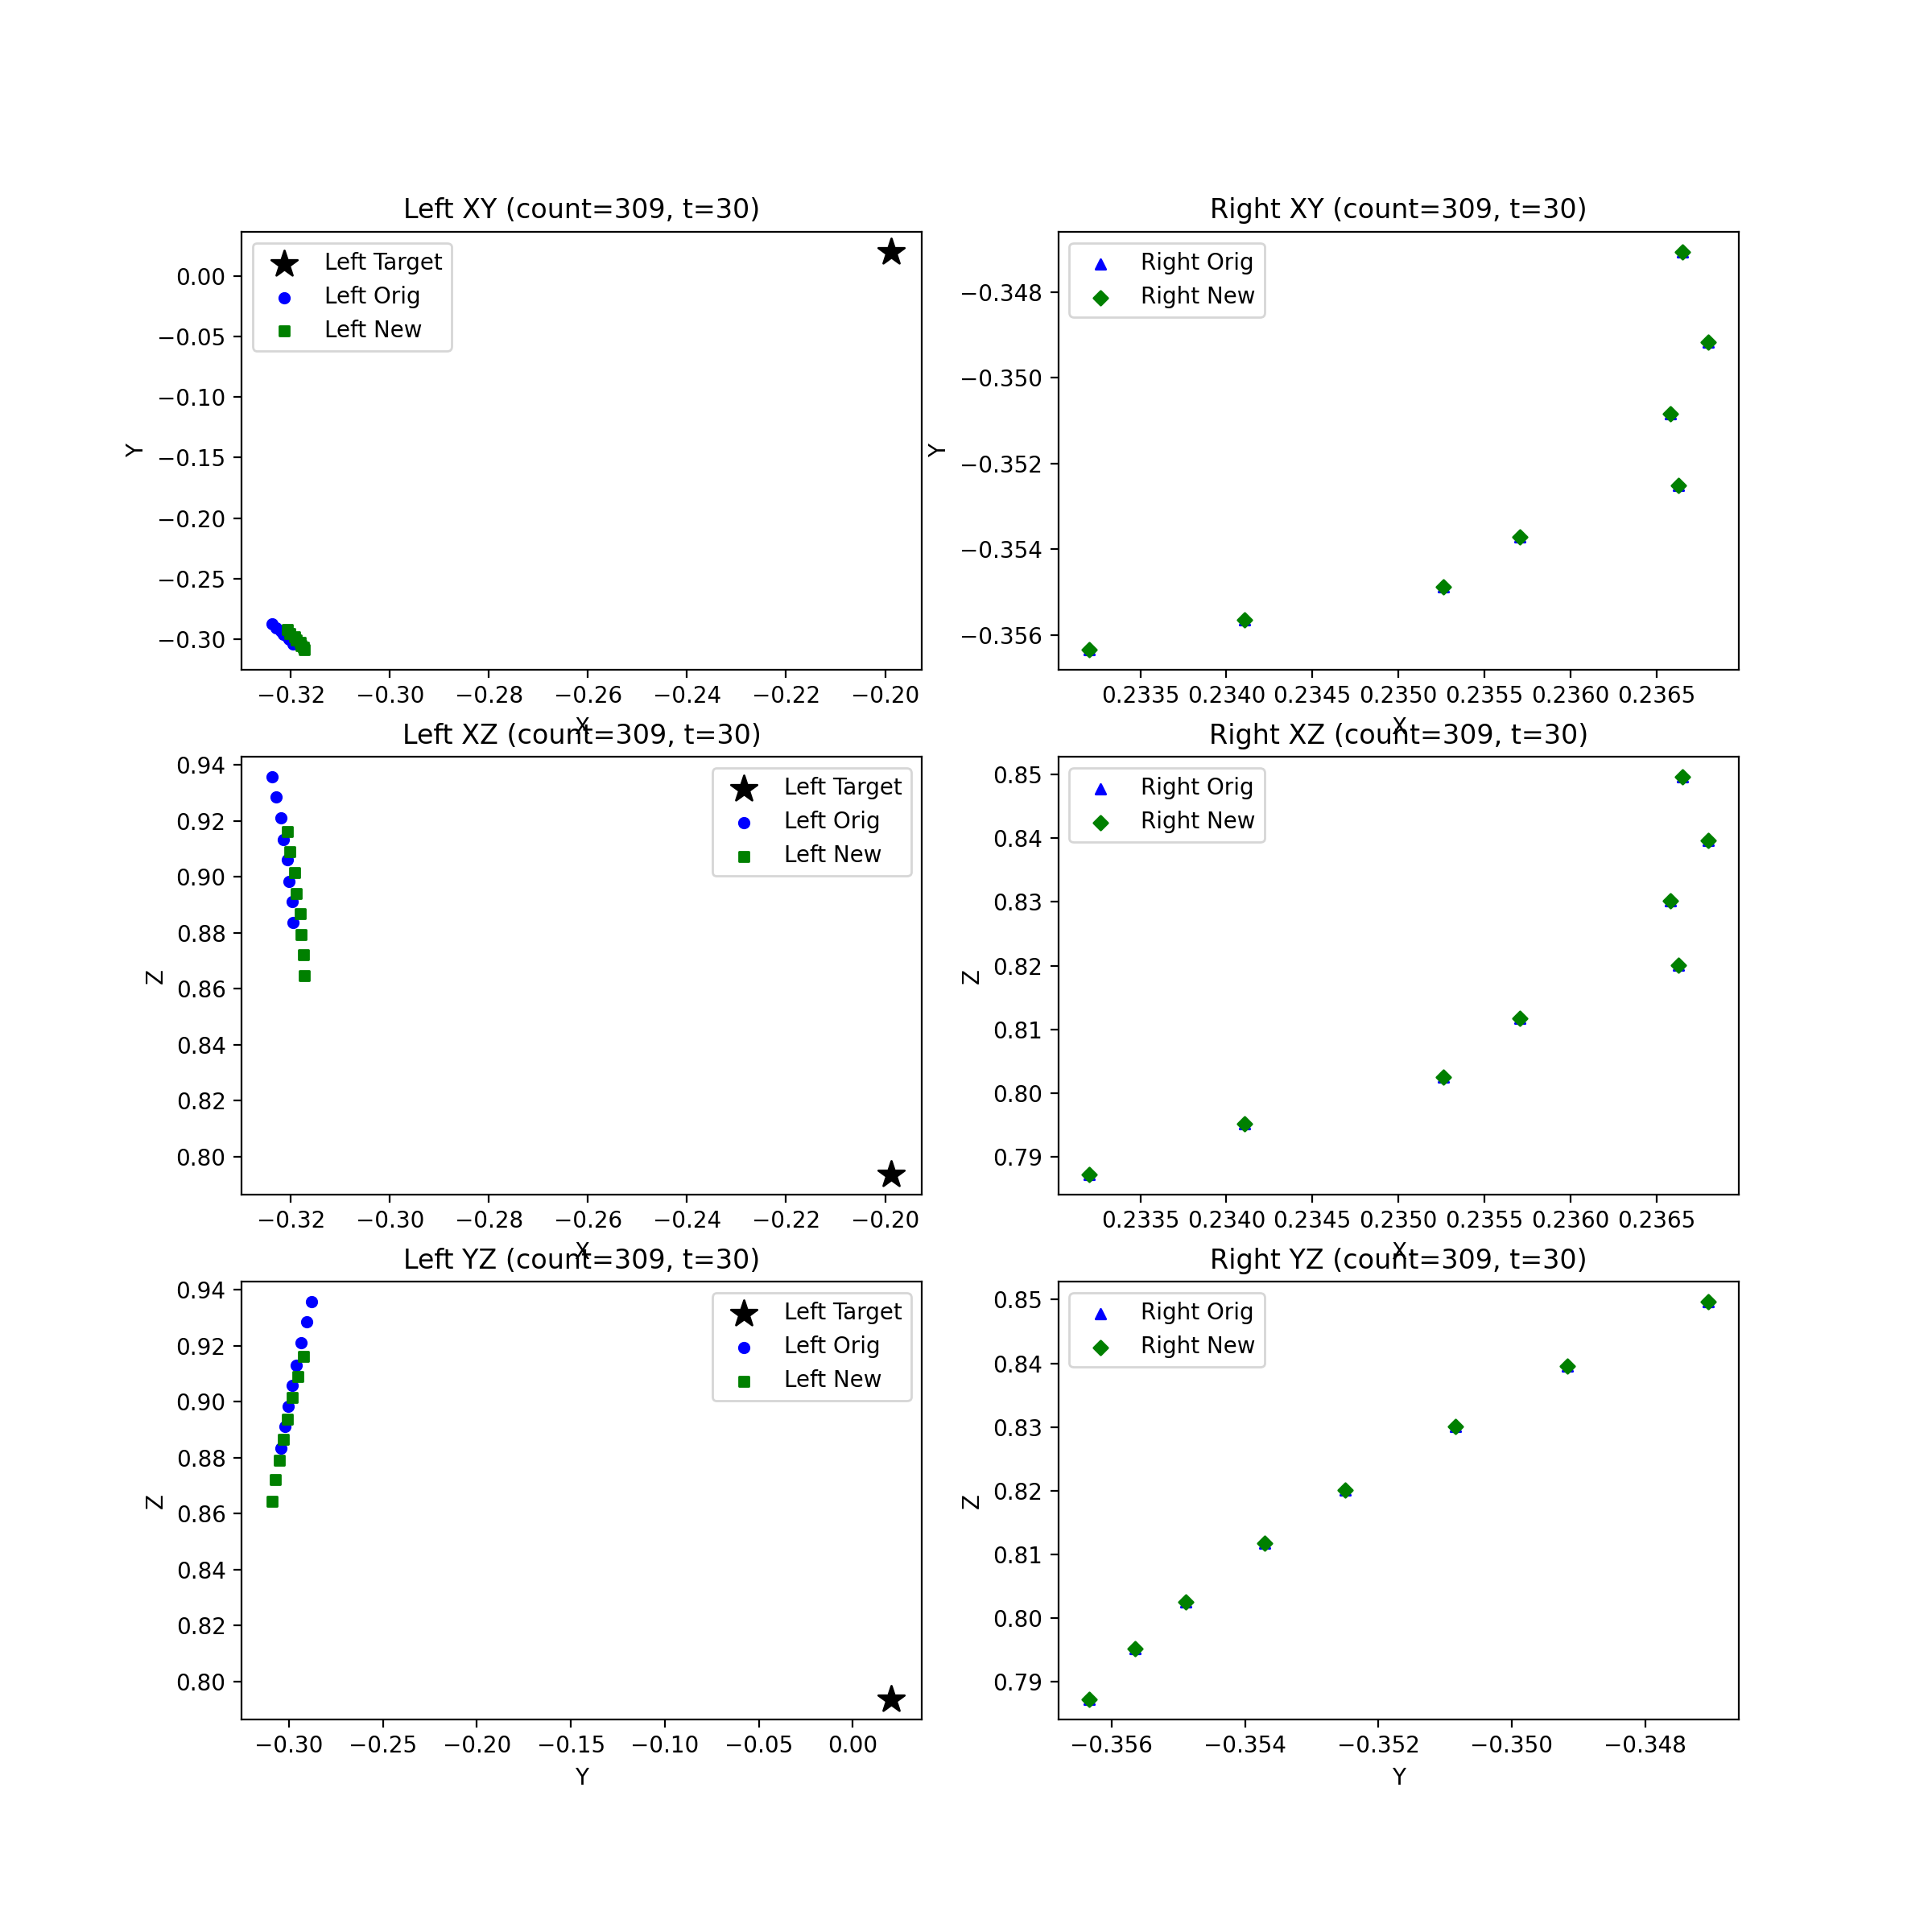 Left XY (count=309, t=30)
Right XY (count=309, t=30)
Left Target
Left Orig
Left New
Right Orig
Right New
0.00
−0.05
−0.10
−0.15
−0.20
−0.25
−0.30
Y
−0.348
−0.350
−0.352
−0.354
−0.356
Y
−0.32 −0.30 −0.28 −0.26 −0.24 −0.22 −0.20
X
0.2335 0.2340 0.2345 0.2350 0.2355 0.2360 0.2365
X
Left XZ (count=309, t=30)
Right XZ (count=309, t=30)
Left Target
Left Orig
Left New
Right Orig
Right New
0.94
0.92
0.90
0.88
0.86
0.84
0.82
0.80
Z
0.85
0.84
0.83
0.82
0.81
0.80
0.79
Z
−0.32 −0.30 −0.28 −0.26 −0.24 −0.22 −0.20
X
0.2335 0.2340 0.2345 0.2350 0.2355 0.2360 0.2365
X
Left YZ (count=309, t=30)
Right YZ (count=309, t=30)
Left Target
Left Orig
Left New
Right Orig
Right New
0.94
0.92
0.90
0.88
0.86
0.84
0.82
0.80
Z
0.85
0.84
0.83
0.82
0.81
0.80
0.79
Z
−0.30 −0.25 −0.20 −0.15 −0.10 −0.05 0.00
Y
−0.356 −0.354 −0.352 −0.350 −0.348
Y